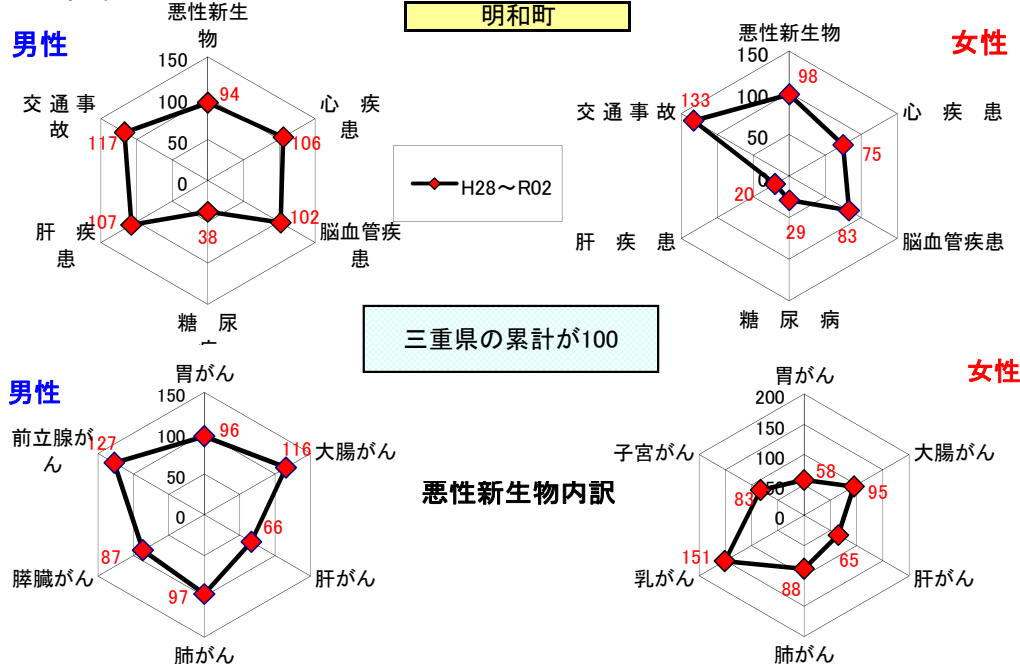 明和町
男性
悪性新生
物
150
100
50
0
94
心 疾
患
106
脳血管疾
患
102
糖 尿
38
肝 疾
患
107
交 通 事
故
117
H28～R02
女性
悪性新生物
150
100
50
0
98
心 疾 患
75
脳血管疾患
83
糖 尿 病
29
肝 疾 患
20
交 通 事 故
133
三重県の累計が100
男性
胃がん
150
100
50
0
96
大腸がん
116
肝がん
66
肺がん
97
膵臓がん
87
前立腺が
ん
127
悪性新生物内訳
女性
胃がん
200
150
100
50
0
58
大腸がん
95
肝がん
65
肺がん
88
乳がん
151
子宮がん
83